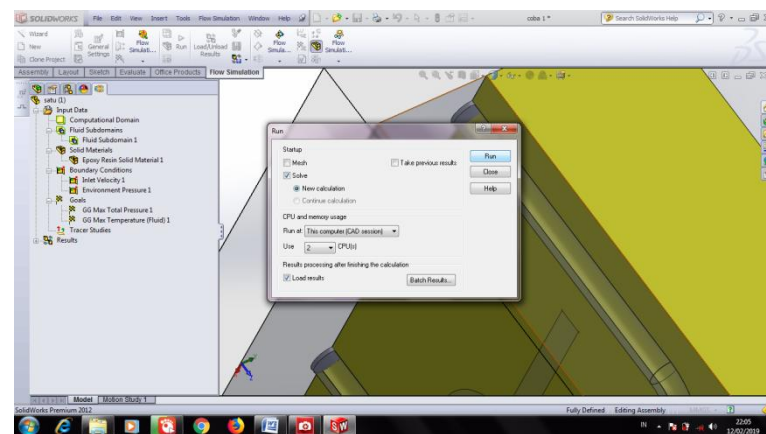 SOLIDWORKS File Edit View Insert Tools Flow Simulation Window Help coba 1 * Search SolidWorks Help
Wizard
New
Clone Project
General Settings
Flow Simulati...
Run
Load/Unload Results
Flow Simula...
Flow Simulati...
Assembly Layout Sketch Evaluate Office Products Flow Simulation
satu (1)
Input Data
Computational Domain
Fluid Subdomains
Fluid Subdomain 1
Solid Materials
Epoxy Resin Solid Material 1
Boundary Conditions
Inlet Velocity 1
Environment Pressure 1
Goals
GG Max Total Pressure 1
GG Max Temperature (Fluid) 1
Tracer Studies
Results
Run
Startup
Mesh
Take previous results
Solve
New calculation
Continue calculation
CPU and memory usage
Run at: This computer (CAD session)
Use 2 CPU(s)
Results processing after finishing the calculation
Load results
Batch Results...
Run
Close
Help
Model Motion Study 1
SolidWorks Premium 2012 Fully Defined Editing Assembly
IN 22:05
12/02/2019